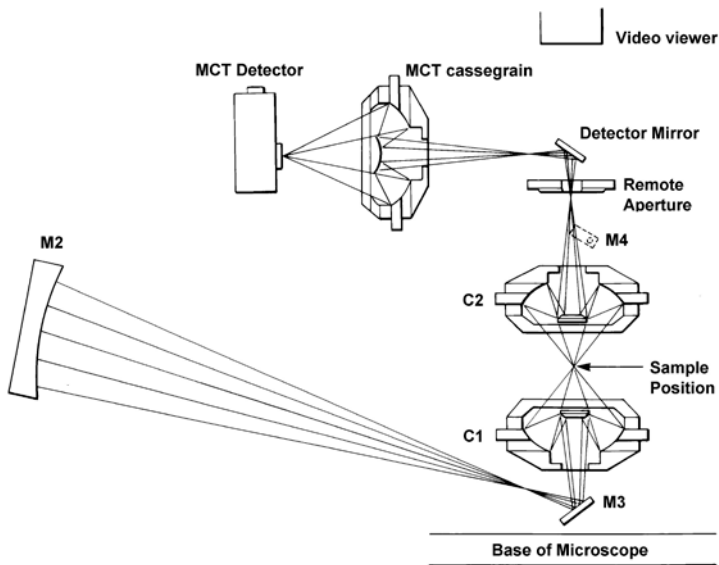 Video viewer
MCT Detector
MCT cassegrain
Detector Mirror
Remote
Aperture
M4
M2
C2
Sample
Position
C1
M3
Base of Microscope